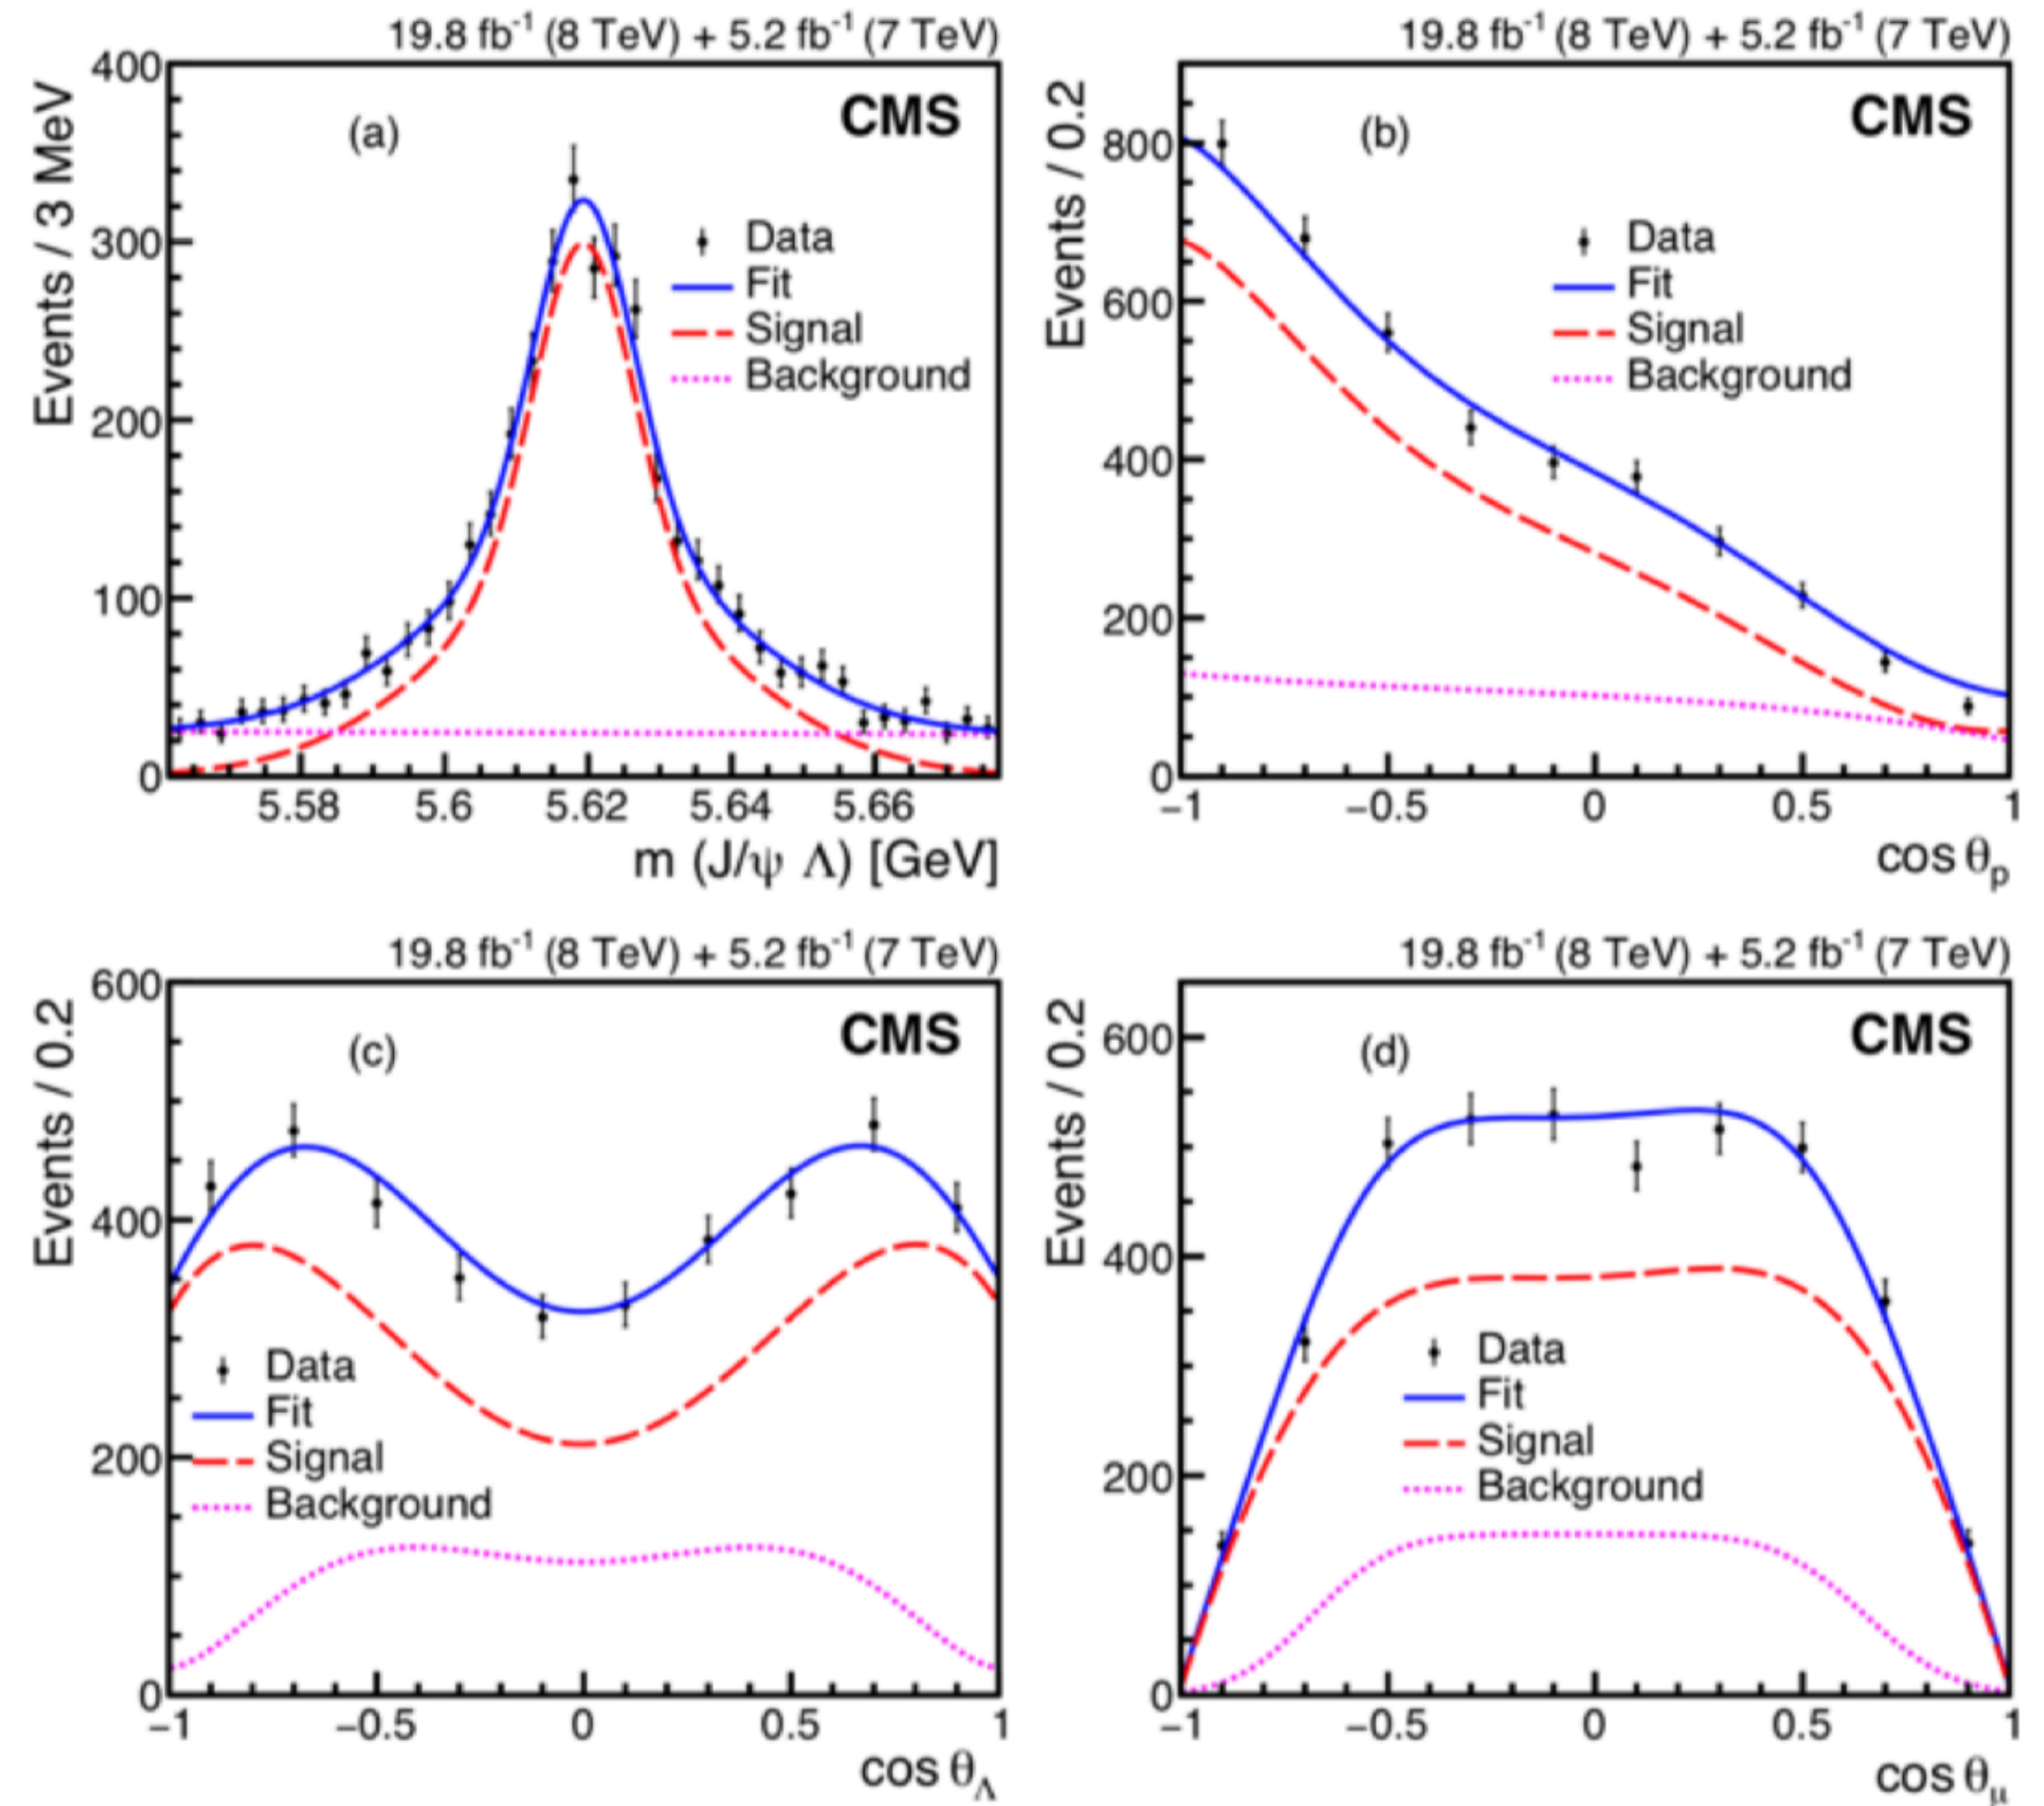 19.8 fb⁻¹ (8 TeV) + 5.2 fb⁻¹ (7 TeV)
CMS
(a)
Events / 3 MeV
400
300
200
100
0
Data
Fit
Signal
Background
5.58 5.6 5.62 5.64 5.66
m (J/ψ Λ) [GeV]
19.8 fb⁻¹ (8 TeV) + 5.2 fb⁻¹ (7 TeV)
CMS
(b)
Events / 0.2
800
600
400
200
0
Data
Fit
Signal
Background
−1 −0.5 0 0.5 1
cos θp
19.8 fb⁻¹ (8 TeV) + 5.2 fb⁻¹ (7 TeV)
CMS
(c)
Events / 0.2
600
400
200
0
Data
Fit
Signal
Background
−1 −0.5 0 0.5 1
cos θΛ
19.8 fb⁻¹ (8 TeV) + 5.2 fb⁻¹ (7 TeV)
CMS
(d)
Events / 0.2
600
400
200
0
Data
Fit
Signal
Background
−1 −0.5 0 0.5 1
cos θμ